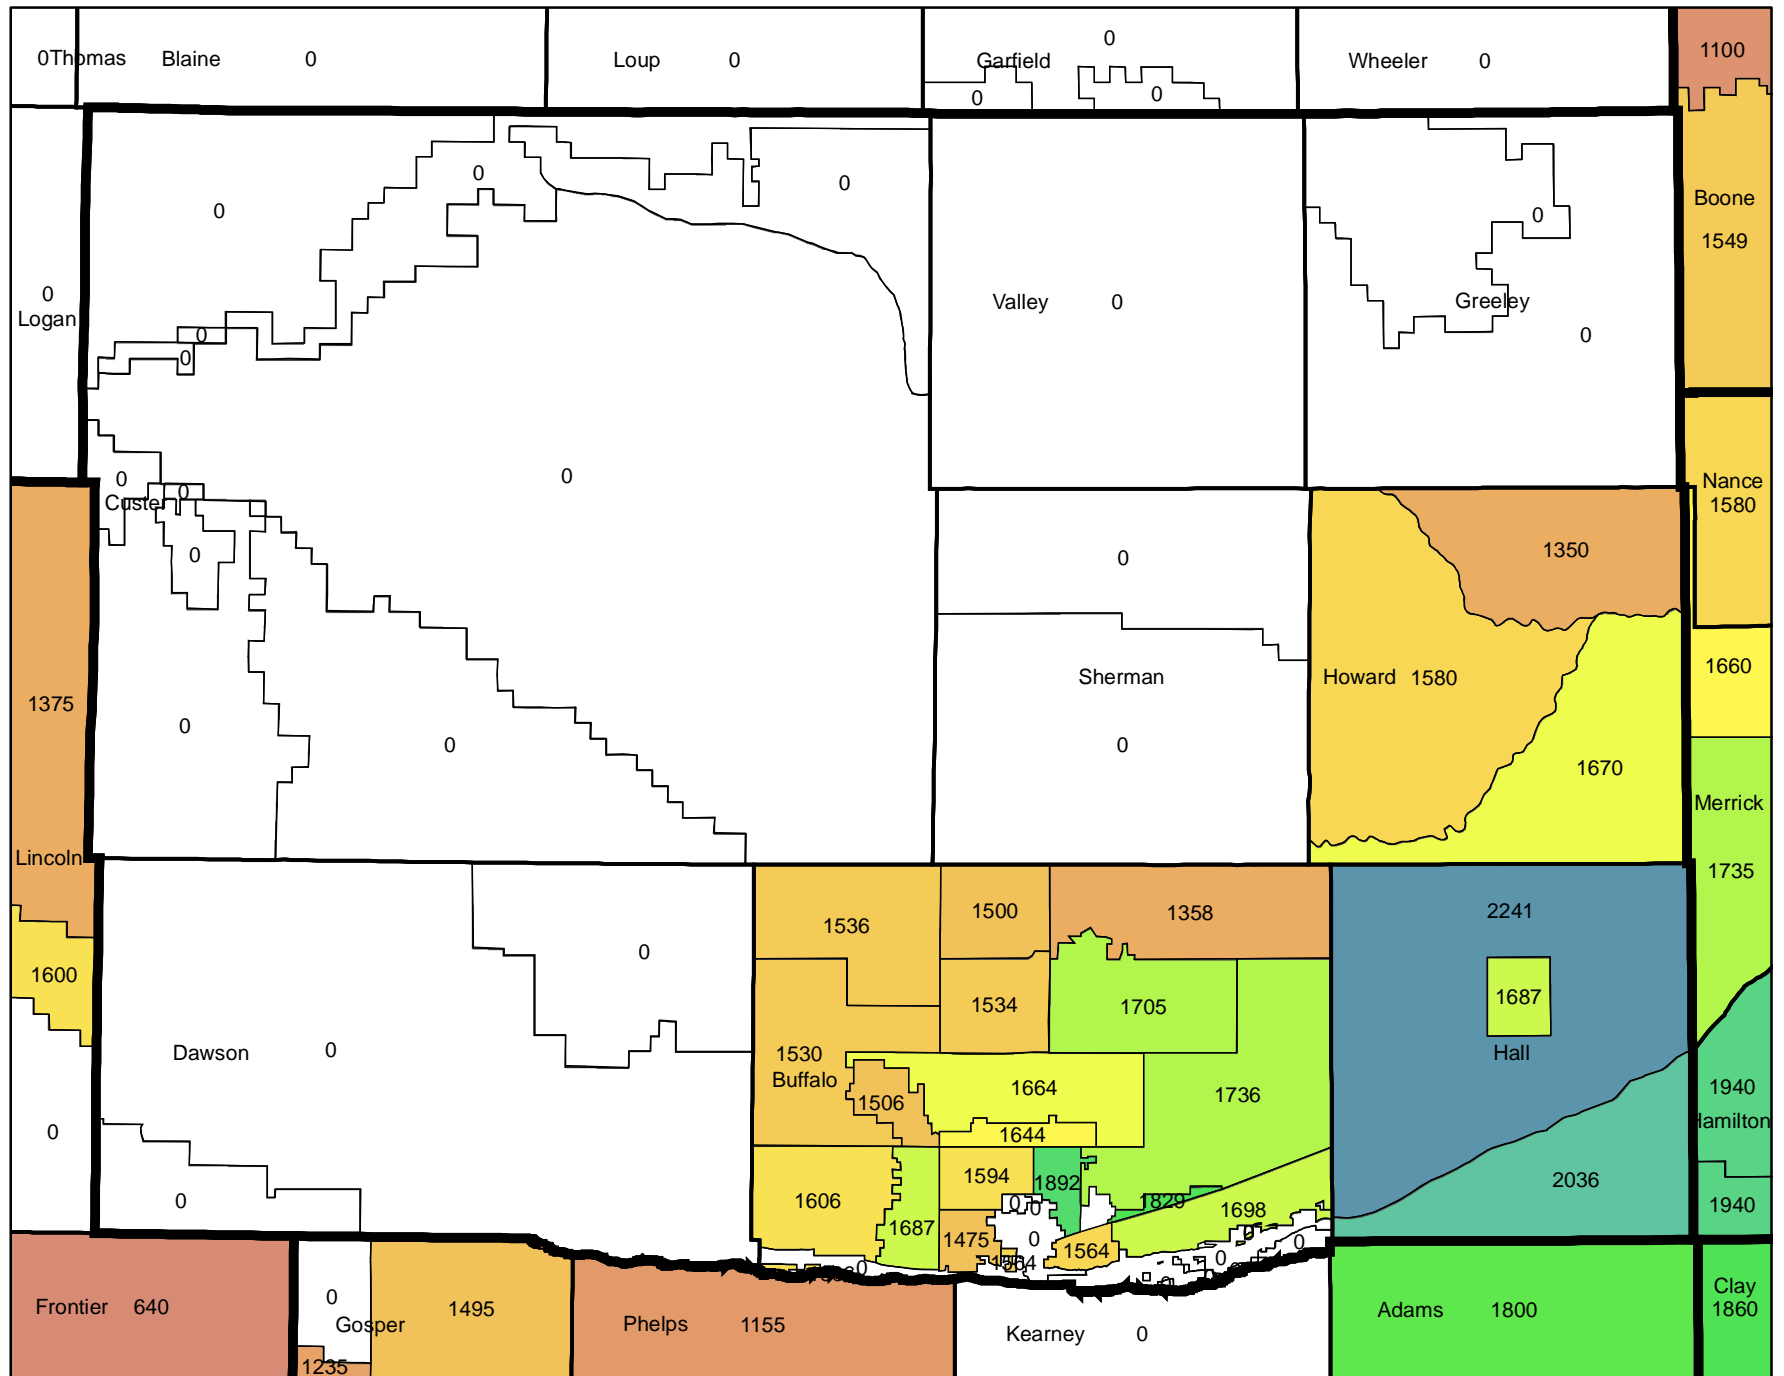 0Thomas Blaine 0 Loup 0 Garfield 0 Wheeler 0 1100
0 0
0 0 0 0 Boone
0 1549
0 Logan Valley 0 Greeley 0
0
0
0 0 0 Nance
Custer 1580
0 0 1350
1375 0 0 Sherman 0 Howard 1580 1660
1670 Merrick
Lincoln 1735
1536 1500 1358 2241
1600 0 1534 1705 1687
Dawson 0 1530 Hall
Buffalo 1664 1736 1940
1506 Hamilton
0 1644
0 1606 1594 1892 1829 2036 1940
0 0 1698
1687 1475 0 1564 0 0
0 1564 0 0
Frontier 640 0 1495 Clay
Gosper Phelps 1155 Kearney 0 Adams 1800 1860
1235